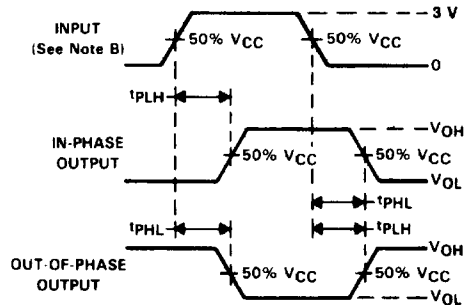 INPUT
(See Note B)
50% VCC
50% VCC
3 V
0
tPLH
IN-PHASE
OUTPUT
50% VCC
50% VCC
VOH
VOL
tPHL
tPHL
tPLH
OUT-OF-PHASE
OUTPUT
50% VCC
50% VCC
VOH
VOL